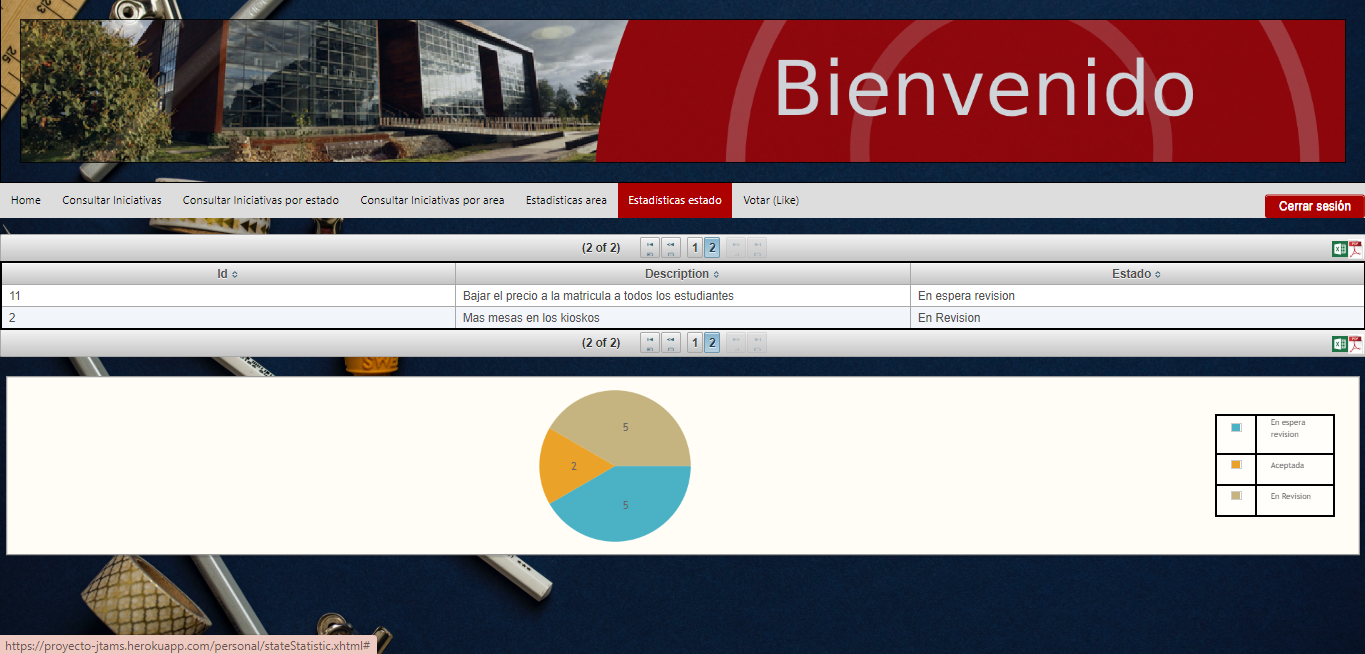 Bienvenido
Home Consultar Iniciativas Consultar Iniciativas por estado Consultar Iniciativas por area Estadisticas area Estadísticas estado Votar (Like)
Cerrar sesión
(2 of 2) 1 2
Id Description Estado
11 Bajar el precio a la matricula a todos los estudiantes En espera revision
2 Mas mesas en los kioskos En Revision
(2 of 2) 1 2
5
2
5
En espera
revision
Aceptada
En Revision
https://proyecto-jtams.herokuapp.com/personal/stateStatistic.xhtml#